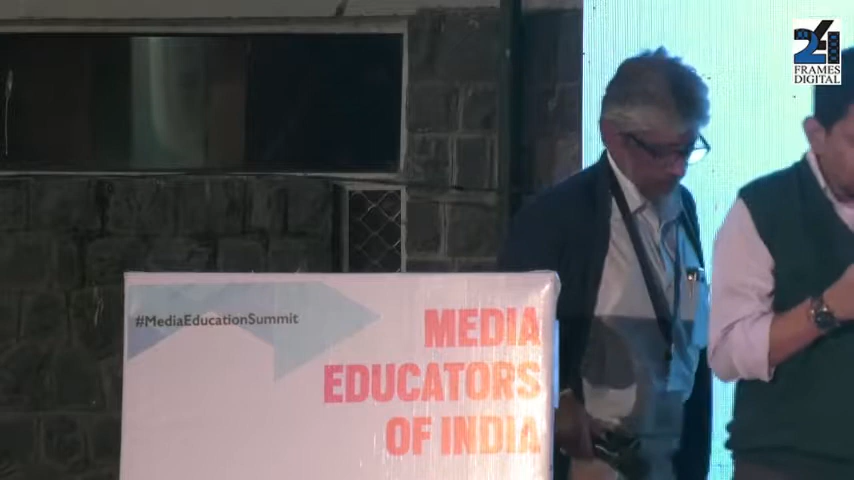 24
FRAMES
DIGITAL
#MediaEducationSummit
MEDIA
EDUCATORS
OF INDIA